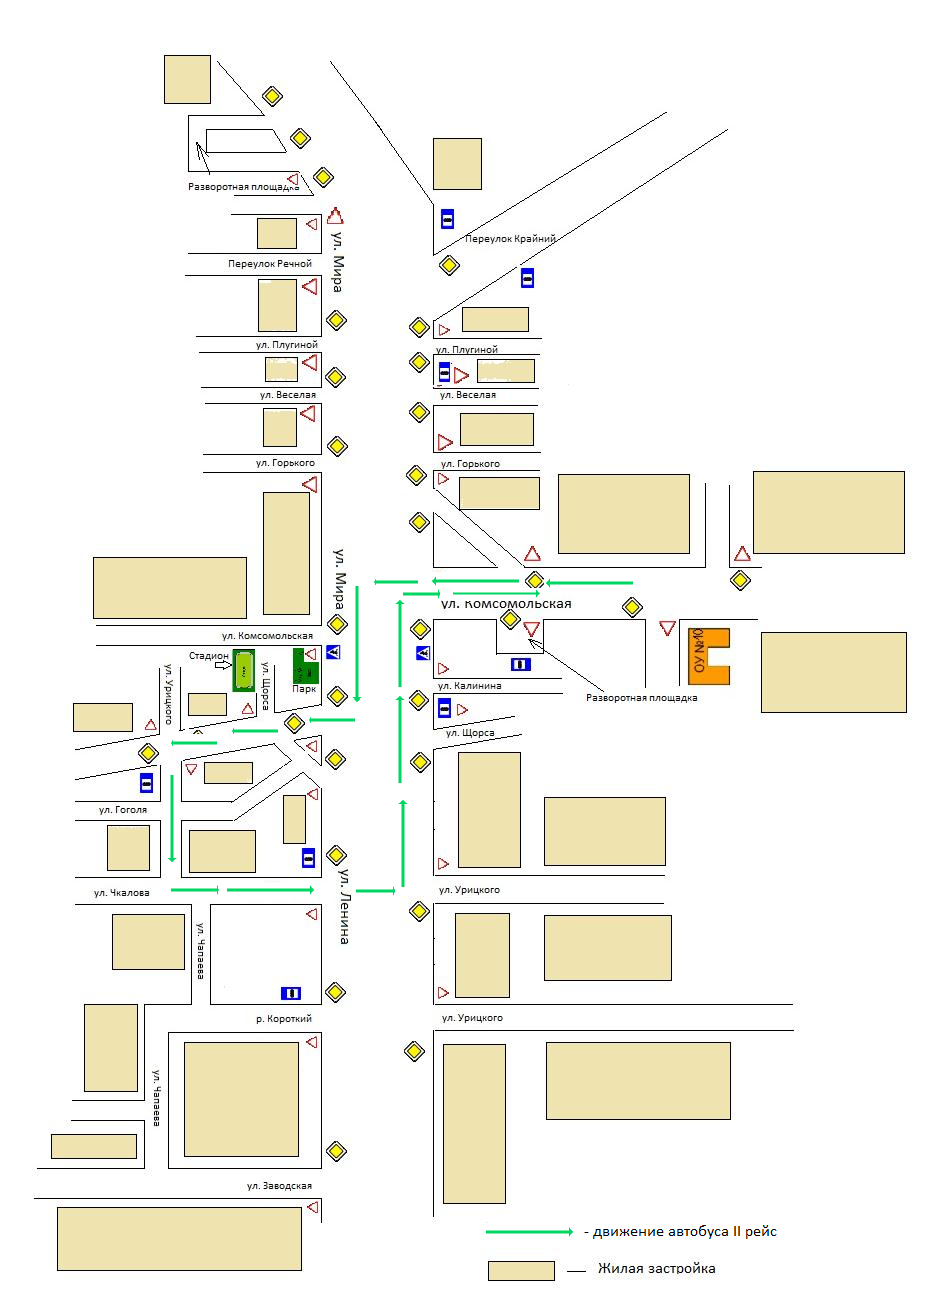 Разворотная площадка
ул. Мира
Переулок Крайний
Переулок Речной
ул. Плугиной
ул. Плугиной
ул. Веселая
ул. Веселая
ул. Горького
ул. Горького
ул. Мира
ул. Комсомольская
ул. Комсомольская
Стадион
ул. Урицкого
ул. Щорса
Парк
ОУ №10
ул. Калинина
Разворотная площадка
ул. Щорса
ул. Гоголя
ул. Чкалова
ул. Ленина
ул. Урицкого
ул. Чапаева
р. Короткий
ул. Урицкого
ул. Чапаева
ул. Заводская
- движение автобуса II рейс
Жилая застройка